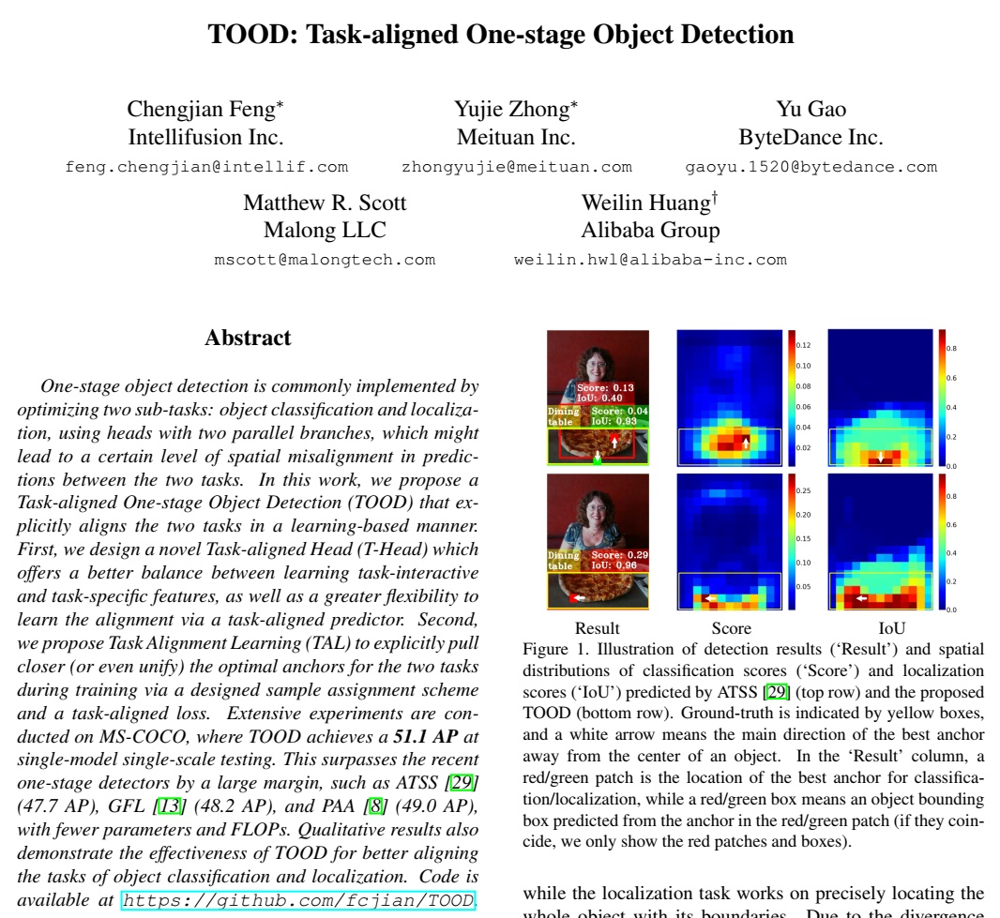 TOOD: Task-aligned One-stage Object Detection
Chengjian Feng* Yujie Zhong* Yu Gao
Intellifusion Inc. Meituan Inc. ByteDance Inc.
feng.chengjian@intellif.com zhongyujie@meituan.com gaoyu.1520@bytedance.com
Matthew R. Scott Weilin Huang†
Malong LLC Alibaba Group
mscott@malongtech.com weilin.hwl@alibaba-inc.com
Abstract
One-stage object detection is commonly implemented by
optimizing two sub-tasks: object classification and localiza-
tion, using heads with two parallel branches, which might
lead to a certain level of spatial misalignment in predic-
tions between the two tasks. In this work, we propose a
Task-aligned One-stage Object Detection (TOOD) that ex-
plicitly aligns the two tasks in a learning-based manner.
First, we design a novel Task-aligned Head (T-Head) which
offers a better balance between learning task-interactive
and task-specific features, as well as a greater flexibility to
learn the alignment via a task-aligned predictor. Second,
we propose Task Alignment Learning (TAL) to explicitly pull
closer (or even unify) the optimal anchors for the two tasks
during training via a designed sample assignment scheme
and a task-aligned loss. Extensive experiments are con-
ducted on MS-COCO, where TOOD achieves a 51.1 AP at
single-model single-scale testing. This surpasses the recent
one-stage detectors by a large margin, such as ATSS [29]
(47.7 AP), GFL [13] (48.2 AP), and PAA [8] (49.0 AP),
with fewer parameters and FLOPs. Qualitative results also
demonstrate the effectiveness of TOOD for better aligning
the tasks of object classification and localization. Code is
available at https://github.com/fcjian/TOOD.
Score: 0.13
IoU: 0.40
Dining Score: 0.04
table IoU: 0.93
0.12
0.10
0.08
0.06
0.04
0.02
0.8
0.6
0.4
0.2
0.0
Dining Score: 0.29
table IoU: 0.96
0.25
0.20
0.15
0.10
0.05
0.8
0.6
0.4
0.2
0.0
Result Score IoU
Figure 1. Illustration of detection results (‘Result’) and spatial
distributions of classification scores (‘Score’) and localization
scores (‘IoU’) predicted by ATSS [29] (top row) and the proposed
TOOD (bottom row). Ground-truth is indicated by yellow boxes,
and a white arrow means the main direction of the best anchor
away from the center of an object. In the ‘Result’ column, a
red/green patch is the location of the best anchor for classifica-
tion/localization, while a red/green box means an object bounding
box predicted from the anchor in the red/green patch (if they coin-
cide, we only show the red patches and boxes).
while the localization task works on precisely locating the
whole object with its boundaries. Due to the divergence